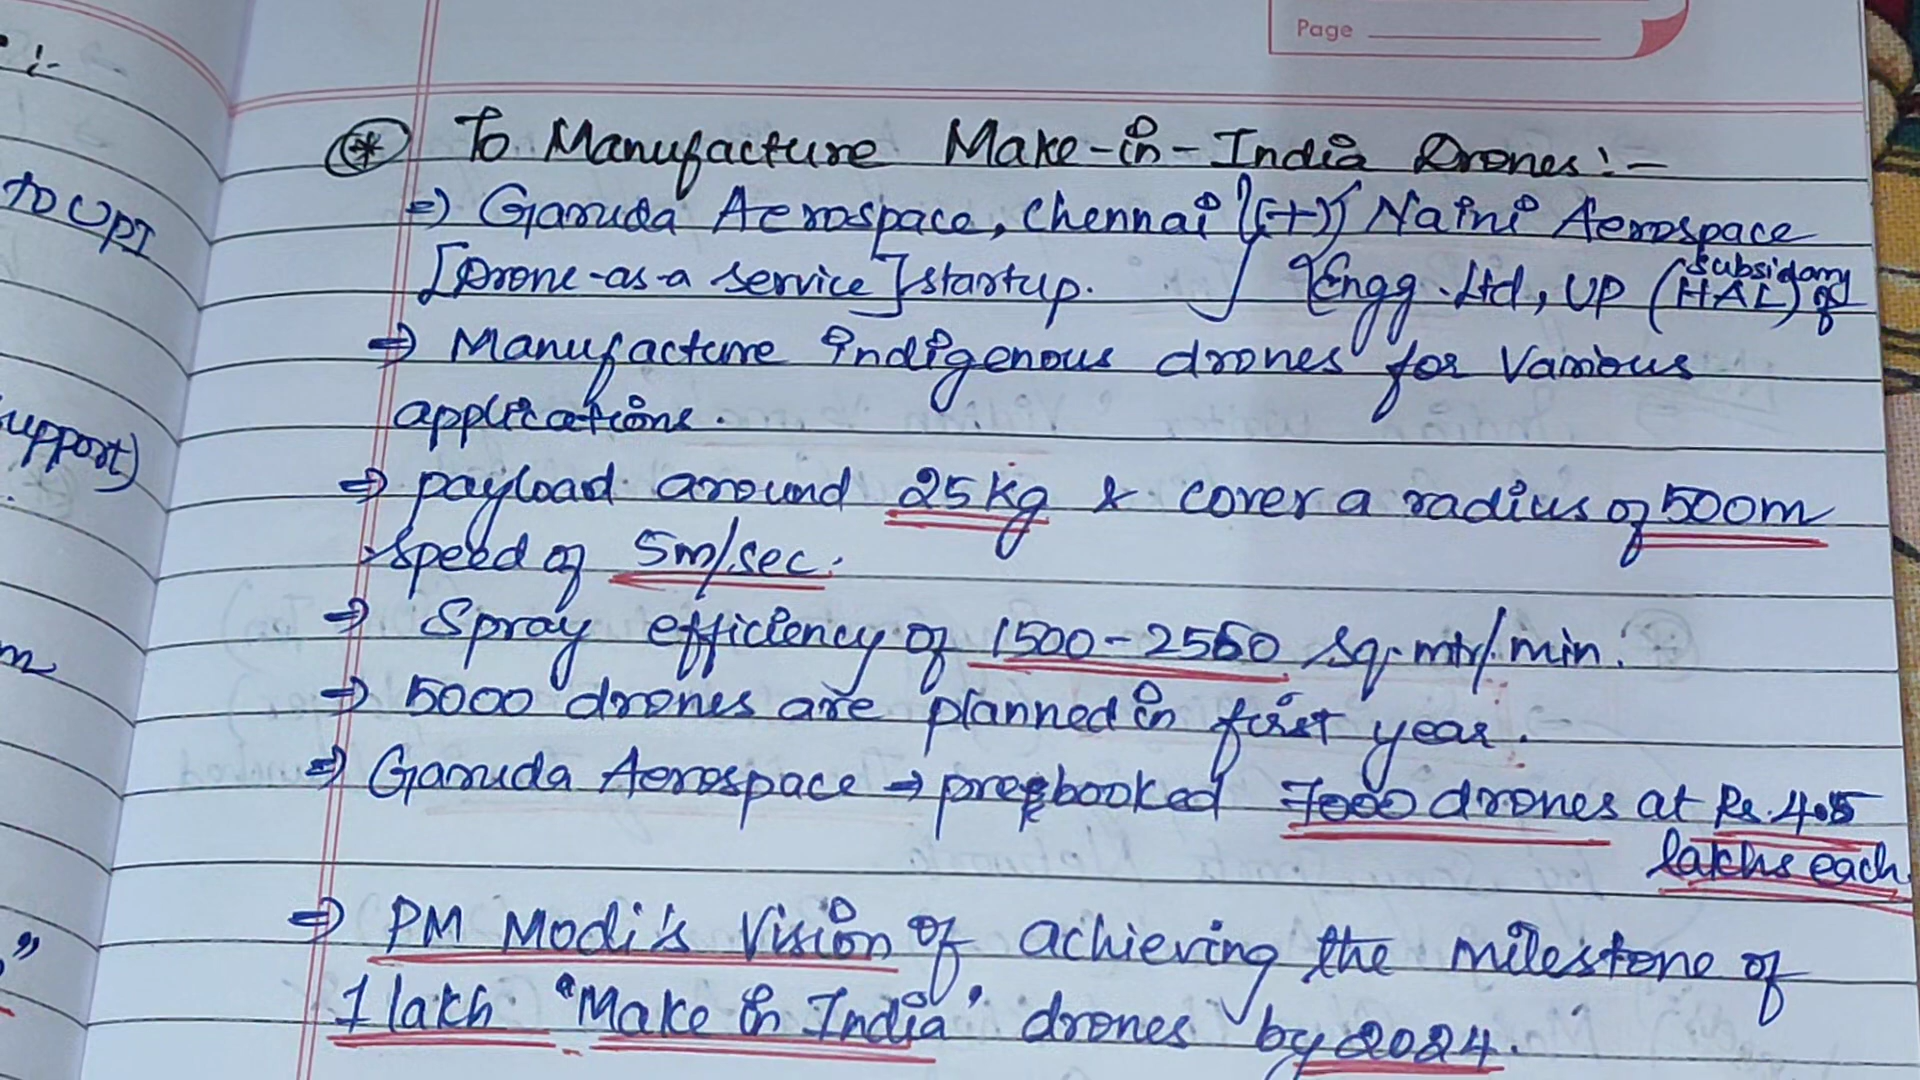 Page
:-
to UPI
upport)
m
”
⊛ To Manufacture Make-in-India Drones:-
⇒ Garuda Aerospace, Chennai (+) Naini Aerospace
[Drone-as-a service] startup. Engg. Ltd, UP (subsidary of HAL)
⇒ Manufacture indigenous drones for Various
applications.
⇒ payload around 25kg & cover a radius of 500m
speed of 5m/sec.
⇒ Spray efficiency of 1500-2550 sq.mtr/min.
⇒ 5000 drones are planned in first year.
⇒ Garuda Aerospace → prebooked 7000 drones at Rs. 4.5
lakhs each
⇒ PM Modi's Vision of achieving the milestone of
1 lakh "Make in India" drones by 2024.